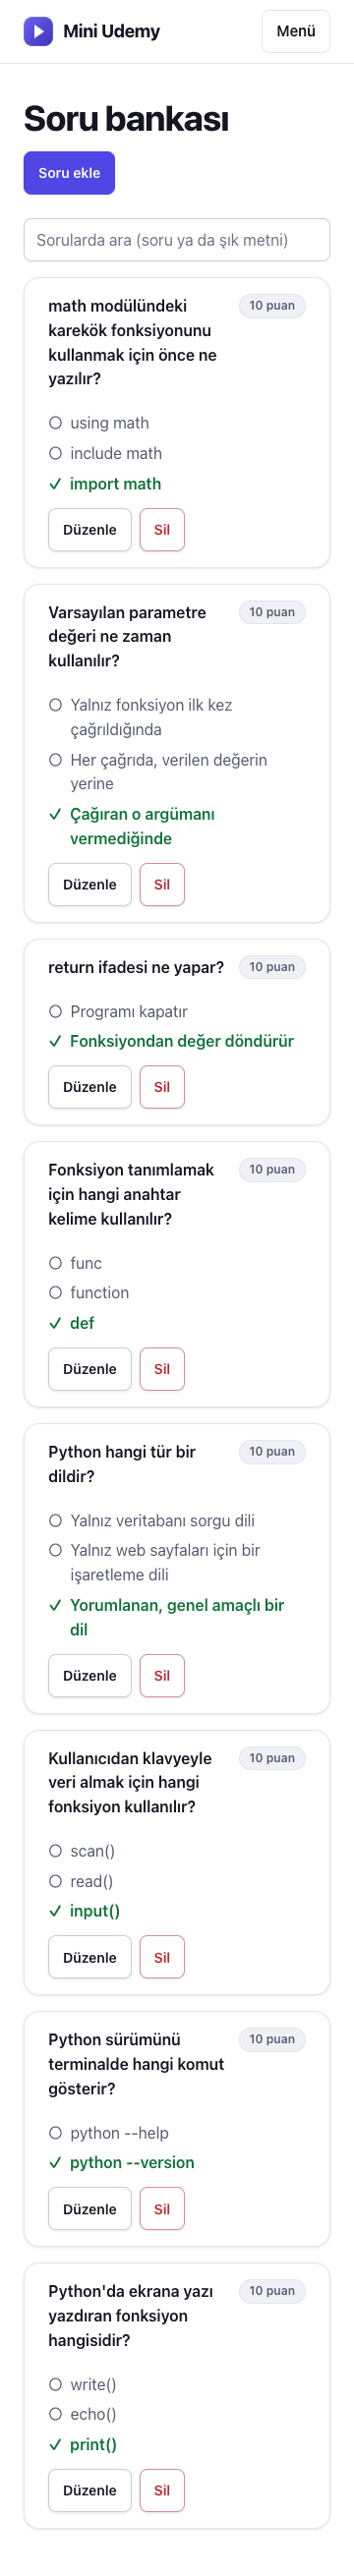 Mini Udemy
Menü
Soru bankası
Soru ekle
Sorularda ara (soru ya da şık metni)
math modülündeki
karekök fonksiyonunu
kullanmak için önce ne
yazılır?
10 puan
using math
include math
import math
Düzenle
Sil
Varsayılan parametre
değeri ne zaman
kullanılır?
10 puan
Yalnız fonksiyon ilk kez
çağrıldığında
Her çağrıda, verilen değerin
yerine
Çağıran o argümanı
vermediğinde
Düzenle
Sil
return ifadesi ne yapar?
10 puan
Programı kapatır
Fonksiyondan değer döndürür
Düzenle
Sil
Fonksiyon tanımlamak
için hangi anahtar
kelime kullanılır?
10 puan
func
function
def
Düzenle
Sil
Python hangi tür bir
dildir?
10 puan
Yalnız veritabanı sorgu dili
Yalnız web sayfaları için bir
işaretleme dili
Yorumlanan, genel amaçlı bir
dil
Düzenle
Sil
Kullanıcıdan klavyeyle
veri almak için hangi
fonksiyon kullanılır?
10 puan
scan()
read()
input()
Düzenle
Sil
Python sürümünü
terminalde hangi komut
gösterir?
10 puan
python --help
python --version
Düzenle
Sil
Python'da ekrana yazı
yazdıran fonksiyon
hangisidir?
10 puan
write()
echo()
print()
Düzenle
Sil